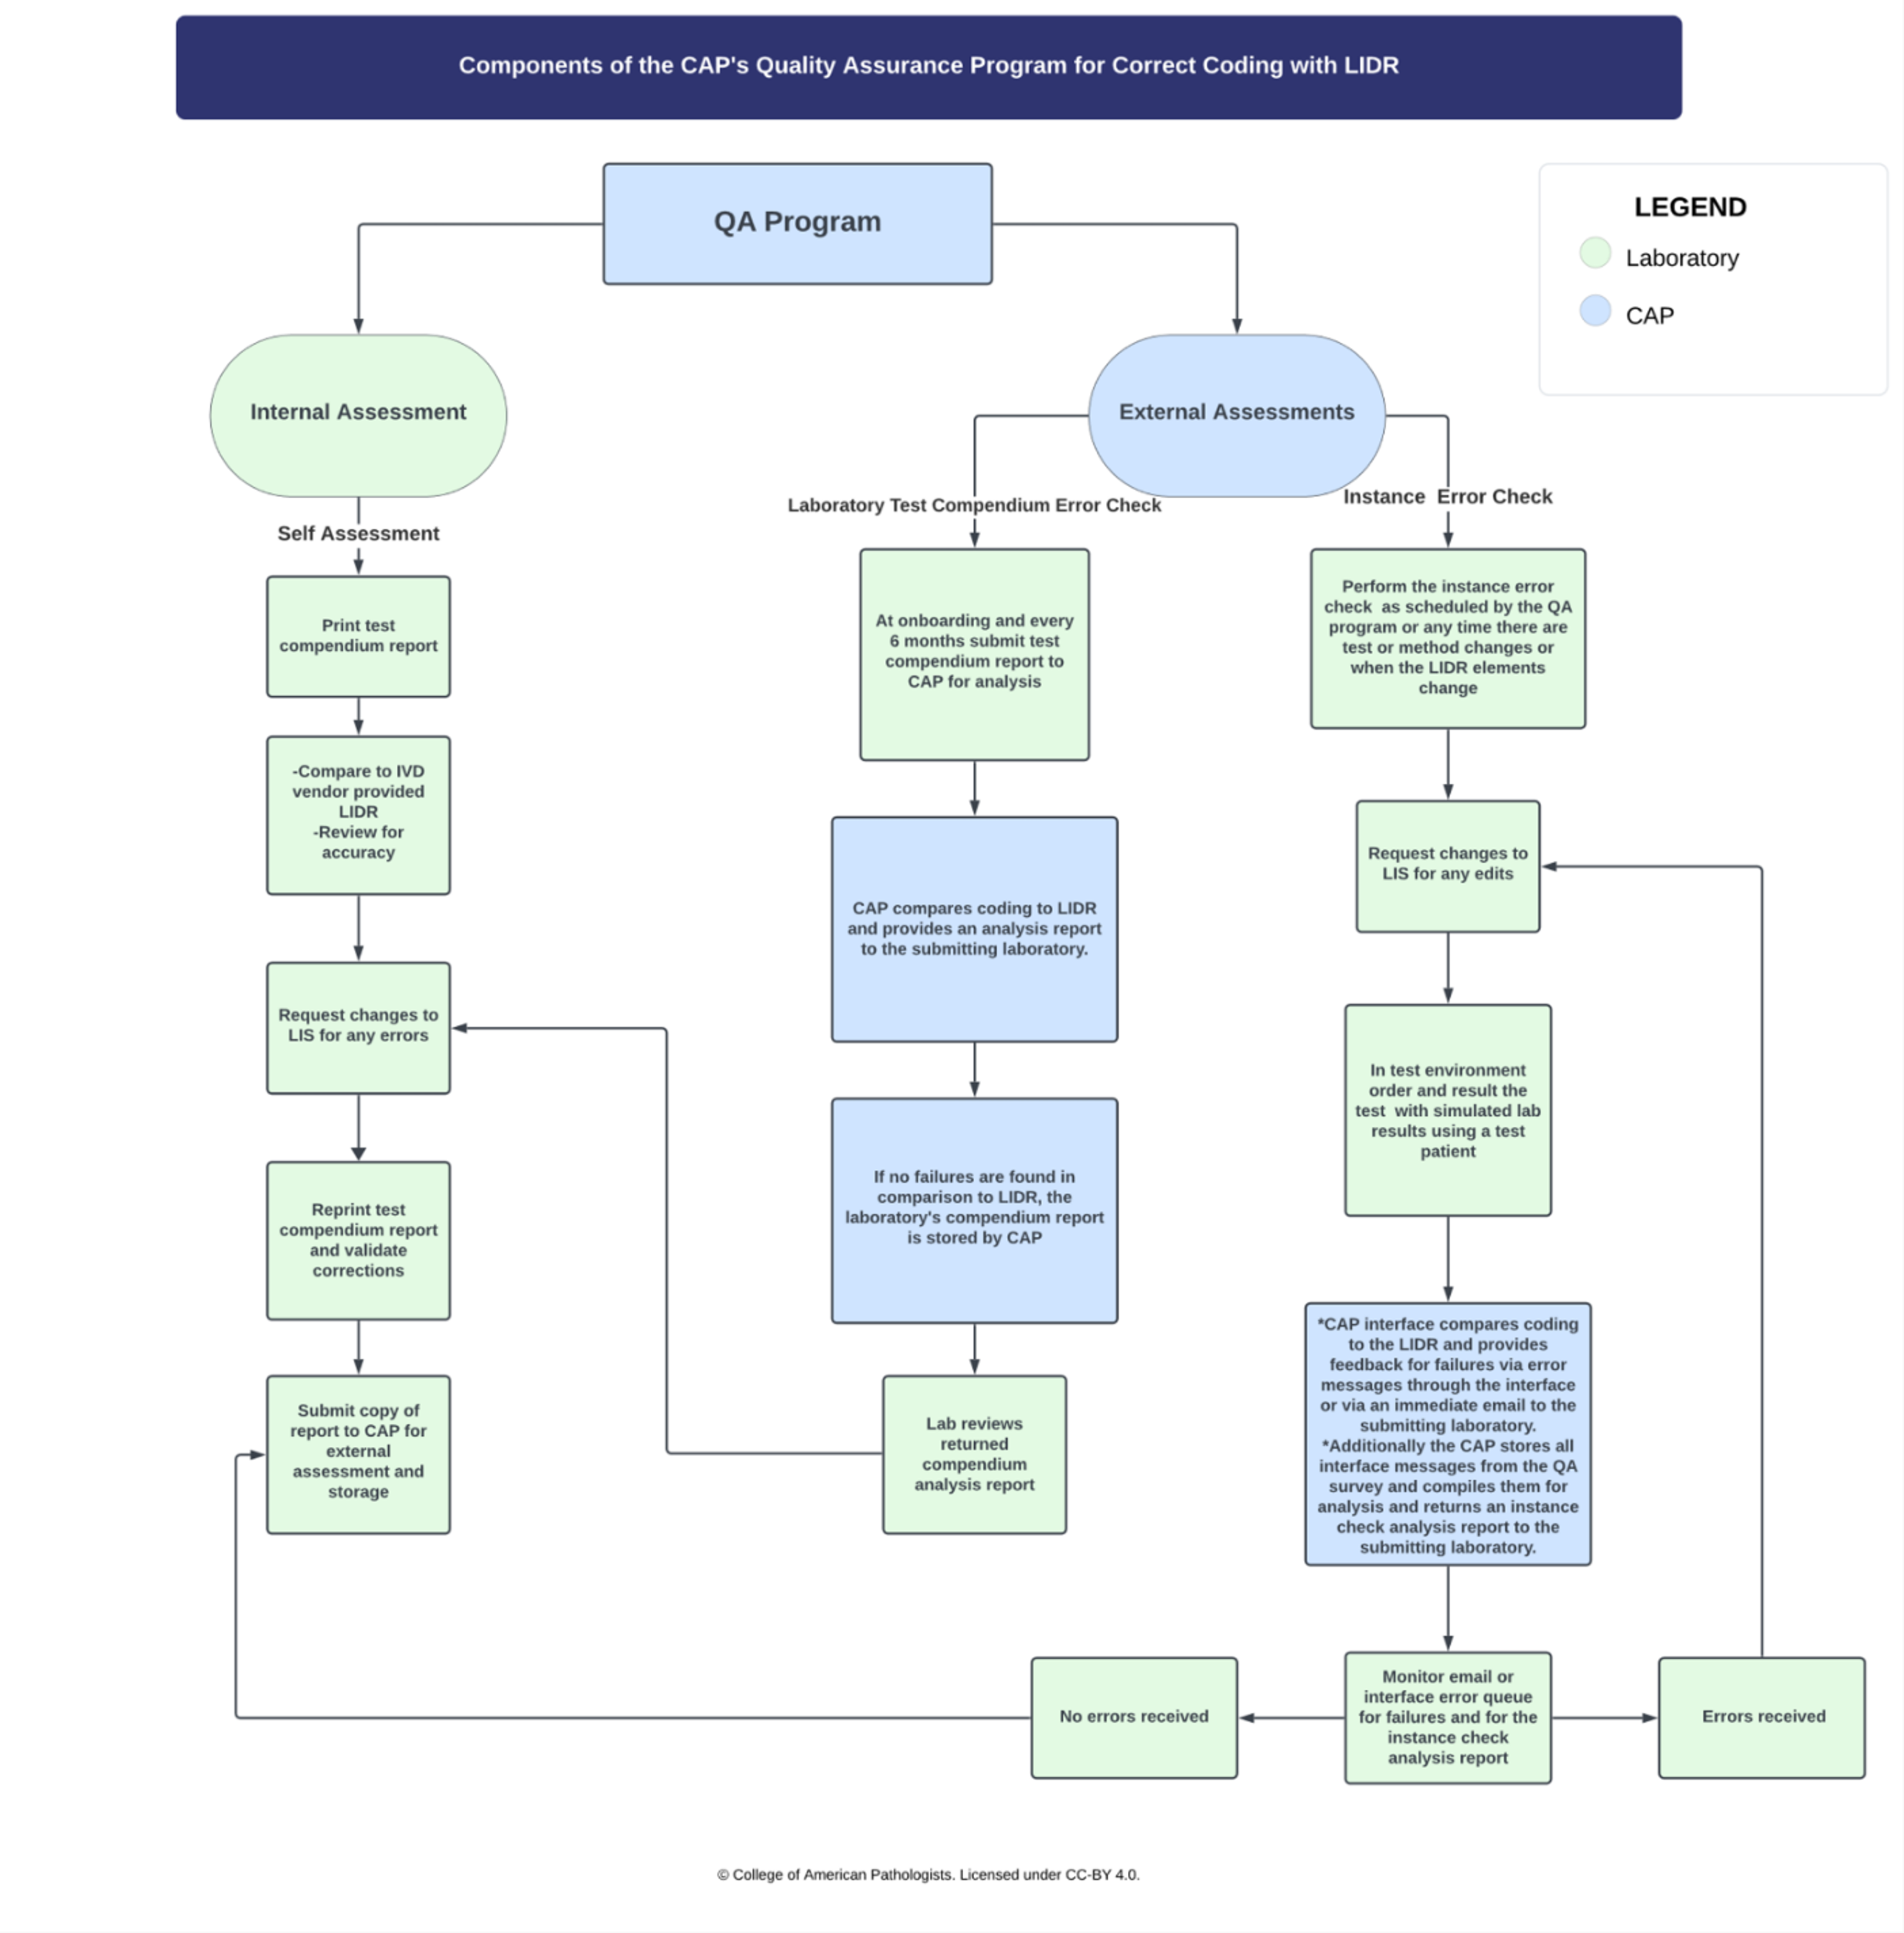 Components of the CAP's Quality Assurance Program for Correct Coding with LIDR
QA Program
LEGEND
Laboratory
CAP
Internal Assessment
External Assessments
Self Assessment
Laboratory Test Compendium Error Check
Instance  Error Check
Print test
compendium report
-Compare to IVD
vendor provided
LIDR
-Review for
accuracy
Request changes to
LIS for any errors
Reprint test
compendium report
and validate
corrections
Submit copy of
report to CAP for
external
assessment and
storage
At onboarding and every
6 months submit test
compendium report to
CAP for analysis
CAP compares coding to LIDR
and provides an analysis report
to the submitting laboratory.
If no failures are found in
comparison to LIDR, the
laboratory's compendium report
is stored by CAP
Lab reviews
returned
compendium
analysis report
Perform the instance error
check  as scheduled by the QA
program or any time there are
test or method changes or
when the LIDR elements
change
Request changes to
LIS for any edits
In test environment
order and result the
test  with simulated lab
results using a test
patient
*CAP interface compares coding
to the LIDR and provides
feedback for failures via error
messages through the interface
or via an immediate email to the
submitting laboratory.
*Additionally the CAP stores all
interface messages from the QA
survey and compiles them for
analysis and returns an instance
check analysis report to the
submitting laboratory.
No errors received
Monitor email or
interface error queue
for failures and for the
instance check
analysis report
Errors received
© College of American Pathologists. Licensed under CC-BY 4.0.